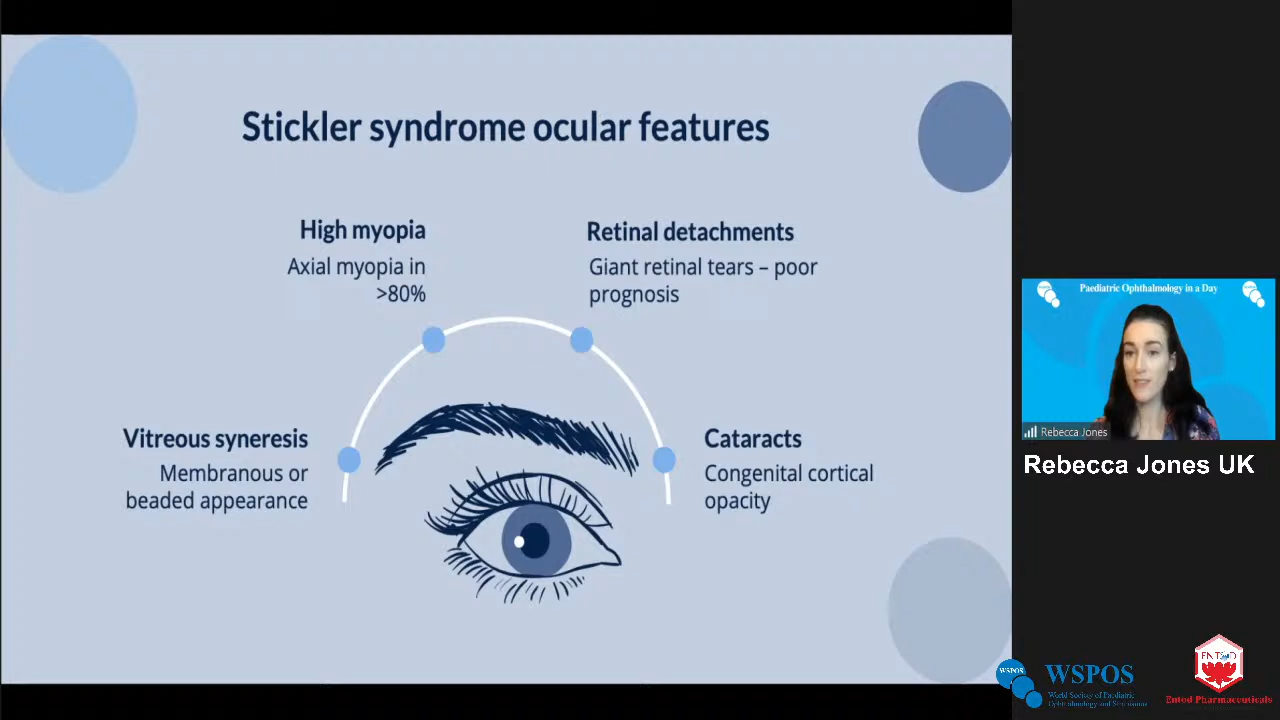 Stickler syndrome ocular features
High myopia
Axial myopia in
>80%
Retinal detachments
Giant retinal tears – poor
prognosis
Vitreous syneresis
Membranous or
beaded appearance
Cataracts
Congenital cortical
opacity
Paediatric Ophthalmology in a Day
Rebecca Jones
Rebecca Jones UK
WSPOS
World Society of Paediatric
Ophthalmology and Strabismus
ENTOD
Entod Pharmaceuticals